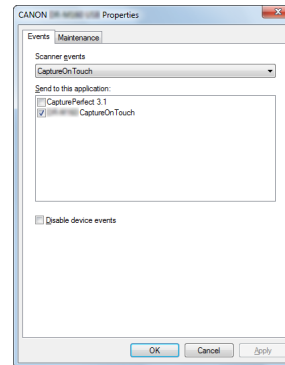 CANON Properties
Events Maintenance
Scanner events
CaptureOnTouch
Send to this application:
CapturePerfect 3.1
CaptureOnTouch
Disable device events
OK Cancel Apply